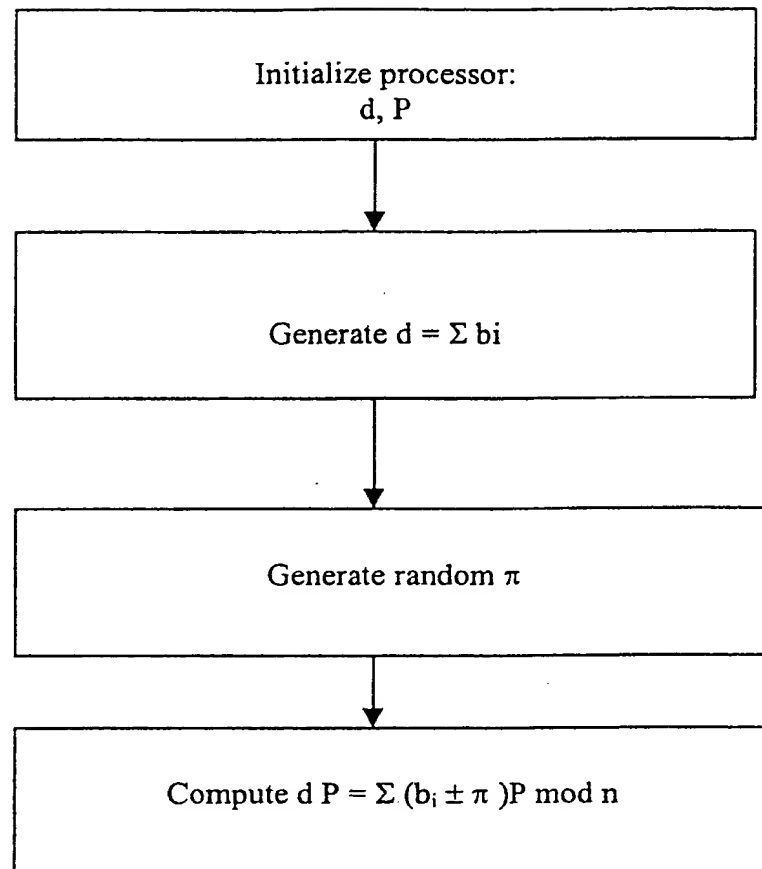 Initialize processor:
d, P
Generate d = Σ bi
Generate random π
Compute d P = Σ (bᵢ ± π )P mod n